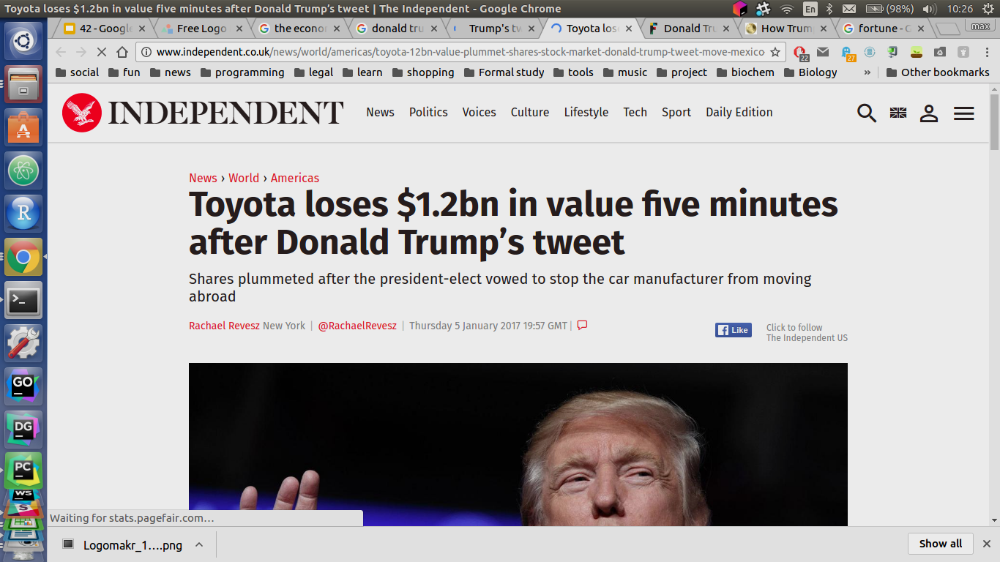 Toyota loses $1.2bn in value five minutes after Donald Trump’s tweet | The Independent - Google Chrome
En
(98%)
10:26
42 - Googl
Free Logo
the econor
donald tru
Trump's tw
Toyota lose
Donald Tru
How Trum
fortune - G
max
www.independent.co.uk/news/world/americas/toyota-12bn-value-plummet-shares-stock-market-donald-trump-tweet-move-mexico
22
27
social
fun
news
programming
legal
learn
shopping
Formal study
tools
music
project
biochem
Biology
»
Other bookmarks
INDEPENDENT
News
Politics
Voices
Culture
Lifestyle
Tech
Sport
Daily Edition
News › World › Americas
Toyota loses $1.2bn in value five minutes
after Donald Trump’s tweet
Shares plummeted after the president-elect vowed to stop the car manufacturer from moving
abroad
Rachael Revesz New York | @RachaelRevesz | Thursday 5 January 2017 19:57 GMT |
Like
Click to follow
The Independent US
R
GO
DG
PC
WS
S
Waiting for stats.pagefair.com…
Logomakr_1….png
Show all